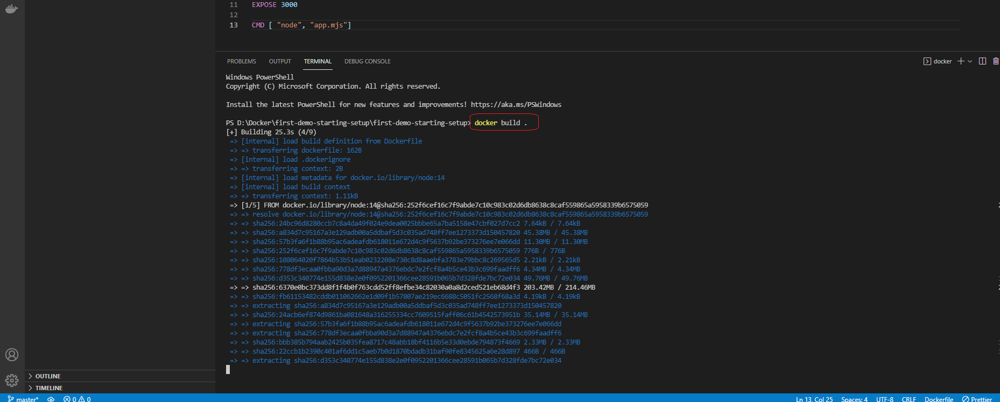 11 EXPOSE 3000
12
13 CMD [ "node", "app.mjs"]
PROBLEMS OUTPUT TERMINAL DEBUG CONSOLE
docker
Windows PowerShell
Copyright (C) Microsoft Corporation. All rights reserved.
Install the latest PowerShell for new features and improvements! https://aka.ms/PSWindows
PS D:\Docker\first-demo-starting-setup\first-demo-starting-setup> docker build .
[+] Building 25.3s (4/9)
=> [internal] load build definition from Dockerfile
=> => transferring dockerfile: 162B
=> [internal] load .dockerignore
=> => transferring context: 2B
=> [internal] load metadata for docker.io/library/node:14
=> [internal] load build context
=> => transferring context: 1.11kB
=> [1/5] FROM docker.io/library/node:14@sha256:252f6cef16c7f9abde7c10c983c02d6db8638c8caf559865a5958339b6575059
=> => resolve docker.io/library/node:14@sha256:252f6cef16c7f9abde7c10c983c02d6db8638c8caf559865a5958339b6575059
=> => sha256:24bc96d8280ccb7c8a4da49f024e9dea0025bbbe65a7ba5158e47cbf027d7cc2 7.64kB / 7.64kB
=> => sha256:a834d7c95167a3e129adb00a5ddbaf5d3c035ad748ff7ee1273373d150457820 45.38MB / 45.38MB
=> => sha256:57b3fa6f1b88b95ac6adeafdb618011e672d4c9f5637b92be373276ee7e066dd 11.30MB / 11.30MB
=> => sha256:252f6cef16c7f9abde7c10c983c02d6db8638c8caf559865a5958339b6575059 776B / 776B
=> => sha256:108064020f7864b53b51eab0232208e730c8d8aaebfa3783e79bbc8c269565d5 2.21kB / 2.21kB
=> => sha256:778df3ecaa0fbba90d3a7d88947a4376ebdc7e2fcf8a4b5ce43b3c699faadff6 4.34MB / 4.34MB
=> => sha256:d353c340774e155d838e2e0f0952201366cee28591b065b7d328fde7bc72e034 49.76MB / 49.76MB
=> => sha256:6370e0bc373dd8f1f4b0f763cdd52ff8efbe34c82030a0a8d2ced521eb68d4f3 203.42MB / 214.46MB
=> => sha256:fb61153482cddb011062662e1d09f1b57807ae219ec6688c5051fc2568f68a3d 4.19kB / 4.19kB
=> => extracting sha256:a834d7c95167a3e129adb00a5ddbaf5d3c035ad748ff7ee1273373d150457820
=> => sha256:24acb6ef874d9861ba081648a316255334cc7609515faff06c61b4542573951b 35.14MB / 35.14MB
=> => extracting sha256:57b3fa6f1b88b95ac6adeafdb618011e672d4c9f5637b92be373276ee7e066dd
=> => extracting sha256:778df3ecaa0fbba90d3a7d88947a4376ebdc7e2fcf8a4b5ce43b3c699faadff6
=> => sha256:bbb385b794aab2425b035fea8717c48abb18bf4116b5e33d0ebde794873f4669 2.33MB / 2.33MB
=> => sha256:22ccb1b2390c401af6dd1c5aeb7b0d1870bdadb31baf90fe8345625a6e28d897 466B / 466B
=> => extracting sha256:d353c340774e155d838e2e0f0952201366cee28591b065b7d328fde7bc72e034
OUTLINE
TIMELINE
master* 0 0 Ln 13, Col 25 Spaces: 4 UTF-8 CRLF Dockerfile Prettier